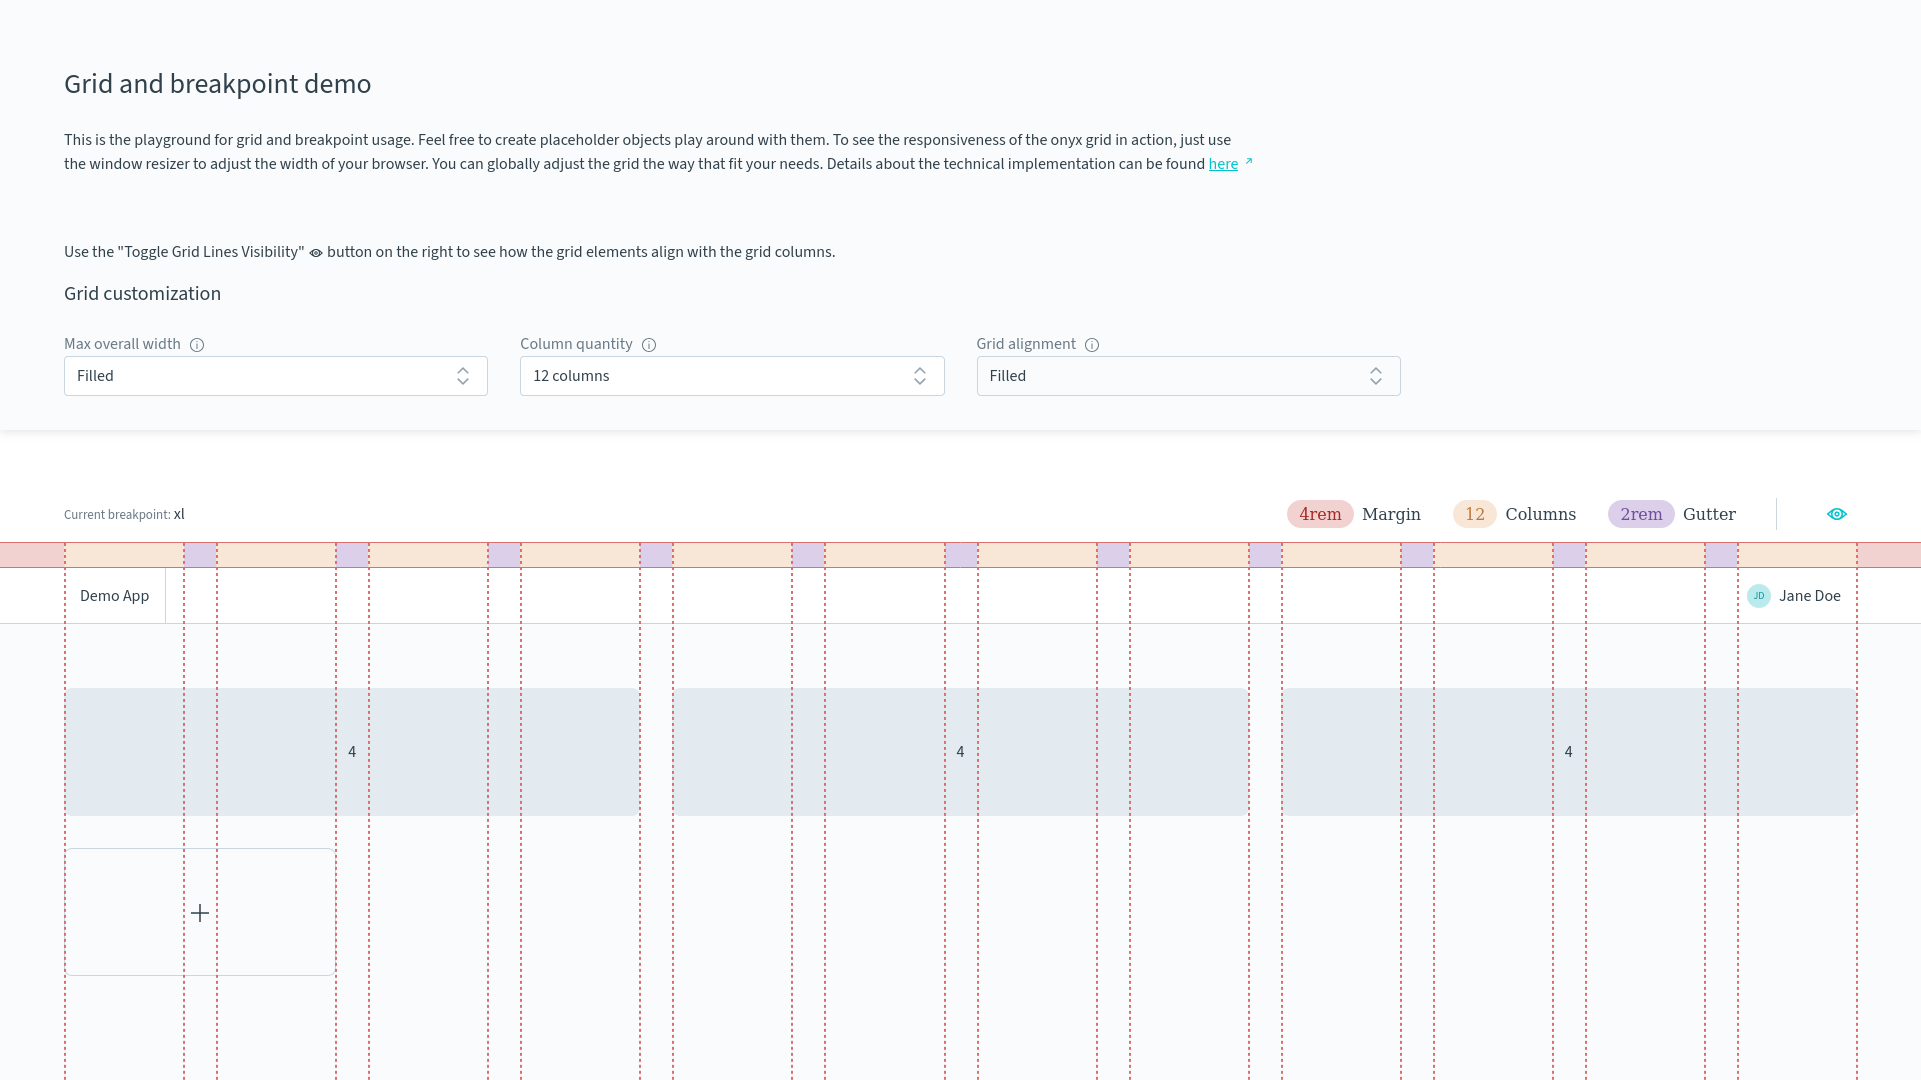 Grid and breakpoint demo
This is the playground for grid and breakpoint usage. Feel free to create placeholder objects play around with them. To see the responsiveness of the onyx grid in action, just use
the window resizer to adjust the width of your browser. You can globally adjust the grid the way that fit your needs. Details about the technical implementation can be found here
Use the "Toggle Grid Lines Visibility" button on the right to see how the grid elements align with the grid columns.
Grid customization
Max overall width Column quantity Grid alignment
Filled 12 columns Filled
Current breakpoint: xl 4rem Margin 12 Columns 2rem Gutter
Demo App JD Jane Doe
4 4 4